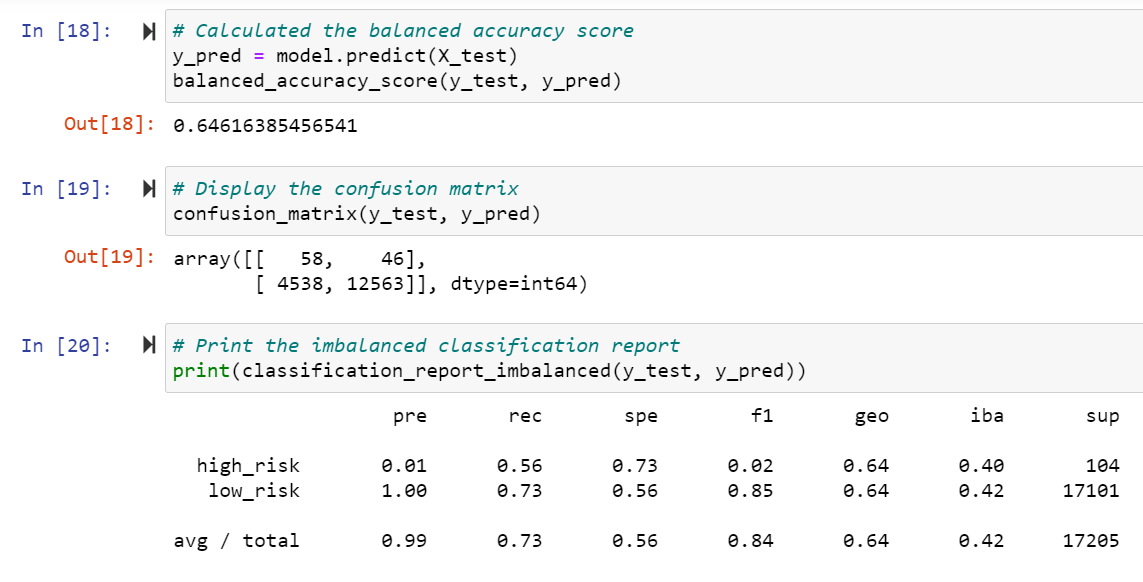 In [18]: # Calculated the balanced accuracy score
y_pred = model.predict(X_test)
balanced_accuracy_score(y_test, y_pred)
Out[18]: 0.64616385456541
In [19]: # Display the confusion matrix
confusion_matrix(y_test, y_pred)
Out[19]: array([[   58,    46],
       [ 4538, 12563]], dtype=int64)
In [20]: # Print the imbalanced classification report
print(classification_report_imbalanced(y_test, y_pred))
pre rec spe f1 geo iba sup
high_risk 0.01 0.56 0.73 0.02 0.64 0.40 104
low_risk 1.00 0.73 0.56 0.85 0.64 0.42 17101
avg / total 0.99 0.73 0.56 0.84 0.64 0.42 17205